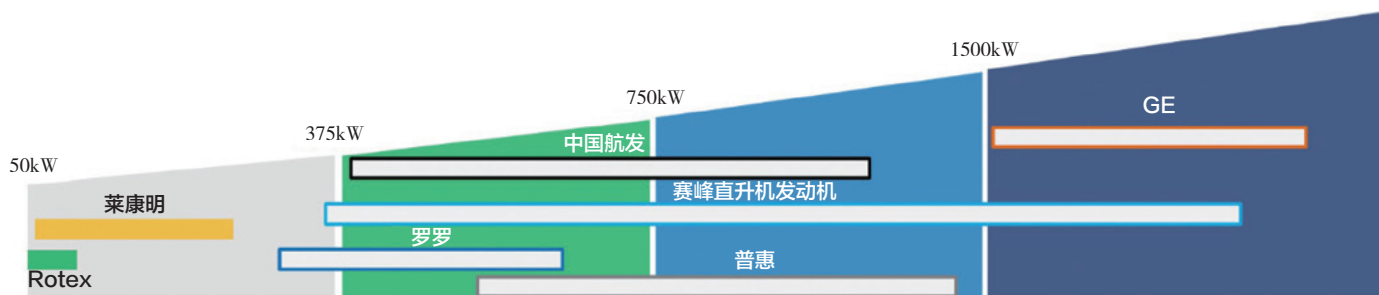 1500kW
750kW
GE
375kW
中国航发
50kW
赛峰直升机发动机
莱康明
罗罗
普惠
Rotex